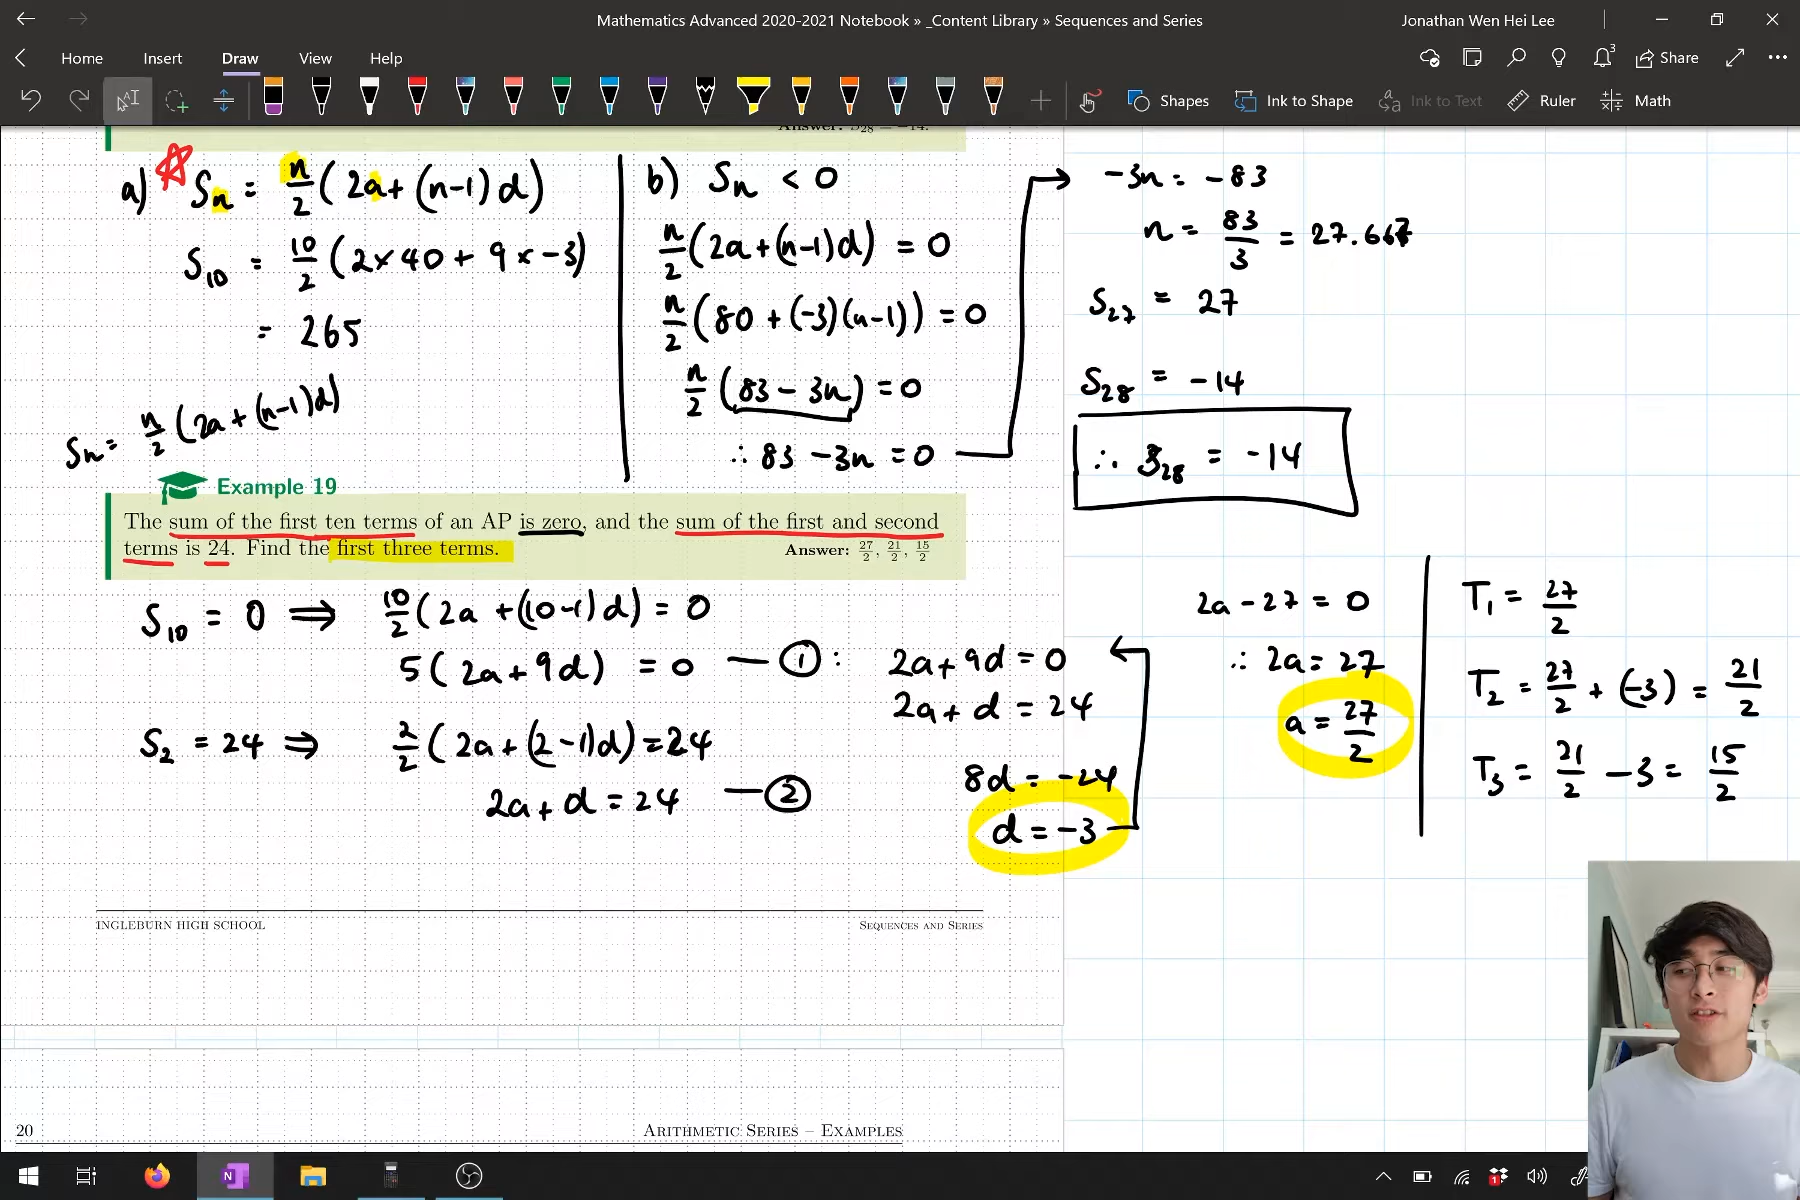 Mathematics Advanced 2020-2021 Notebook » _Content Library » Sequences and Series
Jonathan Wen Hei Lee
Home Insert Draw View Help
3
Share
Shapes Ink to Shape Ink to Text Ruler Math
Answer: S28 = −14.
a) Sn = n/2 (2a + (n-1)d)
S10 = 10/2 (2×40 + 9×-3)
= 265
Sn = n/2 (2a + (n-1)d)
b) Sn < 0
n/2 (2a + (n-1)d) = 0
n/2 (80 + (-3)(n-1)) = 0
n/2 (83 - 3n) = 0
∴ 83 - 3n = 0
-3n = -83
n = 83/3 = 27.667
S27 = 27
S28 = -14
∴ S28 = -14
Example 19
The sum of the first ten terms of an AP is zero, and the sum of the first and second
terms is 24. Find the first three terms.
Answer: 27/2, 21/2, 15/2
S10 = 0 ⇒ 10/2 (2a + (10-1)d) = 0
5(2a + 9d) = 0 — ① :
S2 = 24 ⇒ 2/2 (2a + (2-1)d) = 24
2a + d = 24 — ②
2a + 9d = 0
2a + d = 24
8d = -24
d = -3
2a - 27 = 0
∴ 2a = 27
a = 27/2
T1 = 27/2
T2 = 27/2 + (-3) = 21/2
T3 = 21/2 - 3 = 15/2
INGLEBURN HIGH SCHOOL
SEQUENCES AND SERIES
20
ARITHMETIC SERIES – EXAMPLES
N
1